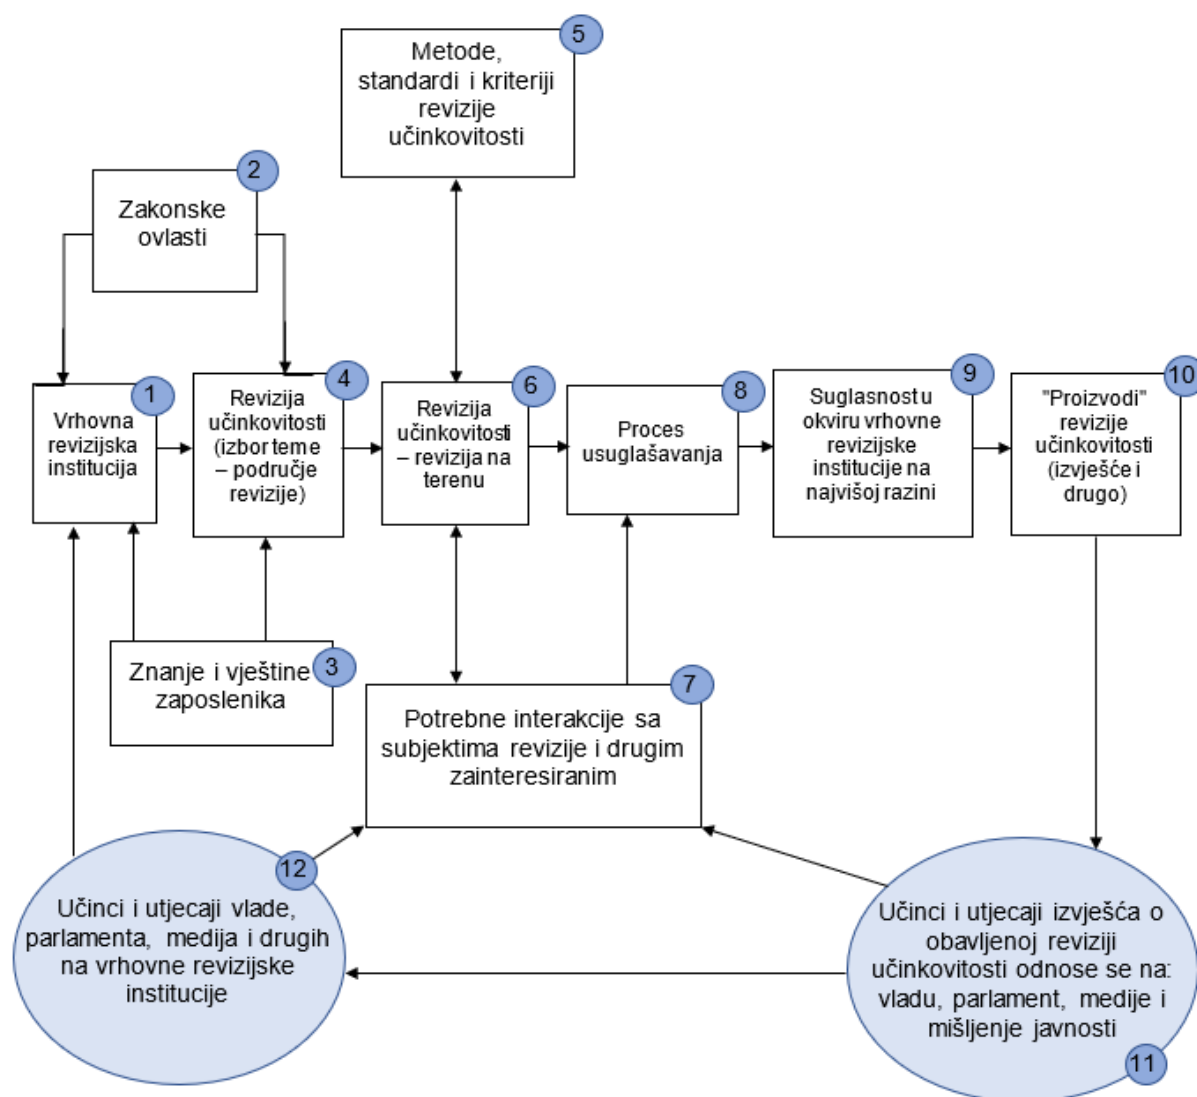 5
Metode,
standardi i kriteriji
revizije
učinkovitosti
2
Zakonske
ovlasti
1
Vrhovna
revizijska
institucija
4
Revizija
učinkovitosti
(izbor teme
– područje
revizije)
6
Revizija
učinkovitosti
– revizija na
terenu
8
Proces
usuglašavanja
9
Suglasnost u
okviru vrhovne
revizijske
institucije na
najvišoj razini
10
"Proizvodi"
revizije
učinkovitosti
(izvješće i
drugo)
3
Znanje i vještine
zaposlenika
7
Potrebne interakcije sa
subjektima revizije i drugim
zainteresiranim
12
Učinci i utjecaji vlade,
parlamenta, medija i drugih
na vrhovne revizijske
institucije
Učinci i utjecaji izvješća o
obavljenoj reviziji
učinkovitosti odnose se na:
vladu, parlament, medije i
mišljenje javnosti
11